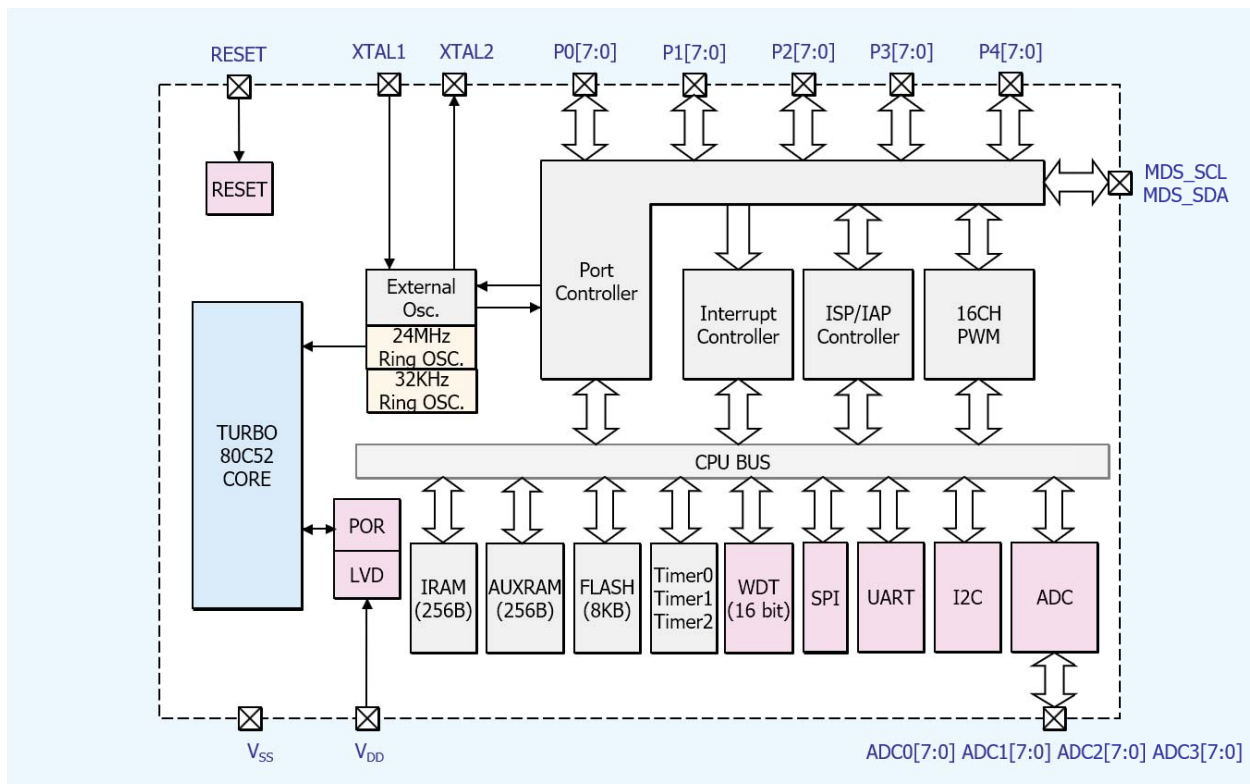 RESET
XTAL1
XTAL2
P0[7:0]
P1[7:0]
P2[7:0]
P3[7:0]
P4[7:0]
RESET
MDS_SCL
MDS_SDA
External
Osc.
24MHz
Ring OSC.
32KHz
Ring OSC.
Port
Controller
Interrupt
Controller
ISP/IAP
Controller
16CH
PWM
TURBO
80C52
CORE
CPU BUS
POR
LVD
IRAM
(256B)
AUXRAM
(256B)
FLASH
(8KB)
Timer0
Timer1
Timer2
WDT
(16 bit)
SPI
UART
I2C
ADC
VSS
VDD
ADC0[7:0] ADC1[7:0] ADC2[7:0] ADC3[7:0]